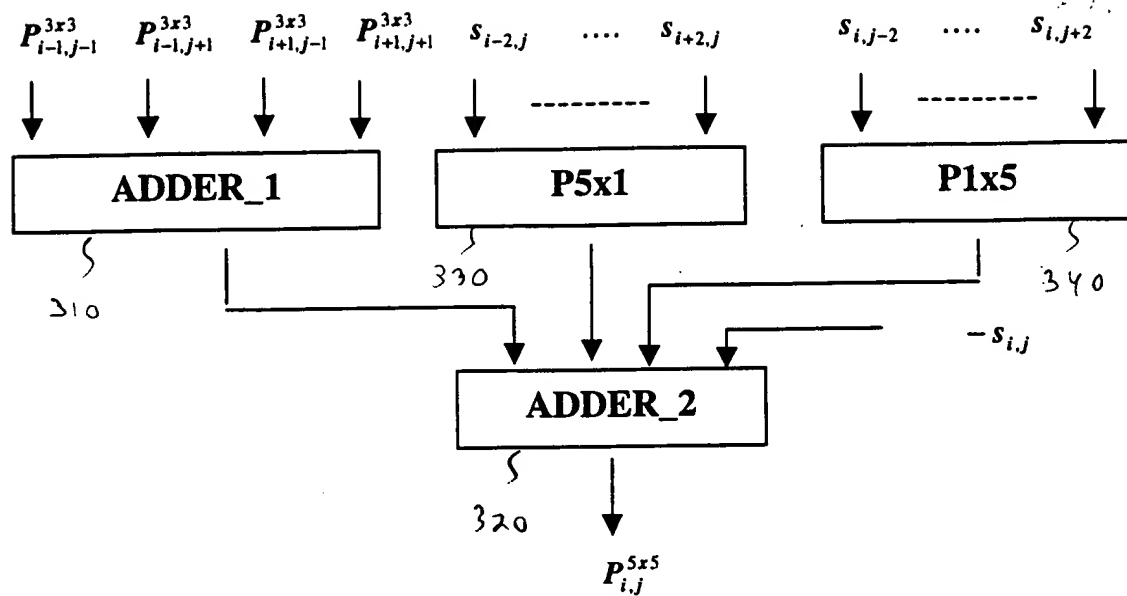 P^{3x3}_{i-1,j-1} P^{3x3}_{i-1,j+1} P^{3x3}_{i+1,j-1} P^{3x3}_{i+1,j+1} s_{i-2,j} .... s_{i+2,j} s_{i,j-2} .... s_{i,j+2}
ADDER_1 P5x1 P1x5
310 330 340
-s_{i,j}
ADDER_2
320
P^{5x5}_{i,j}